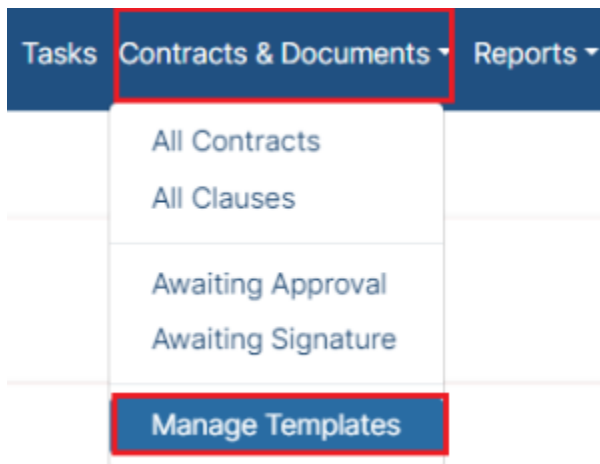 Tasks Contracts & Documents Reports
All Contracts
All Clauses
Awaiting Approval
Awaiting Signature
Manage Templates